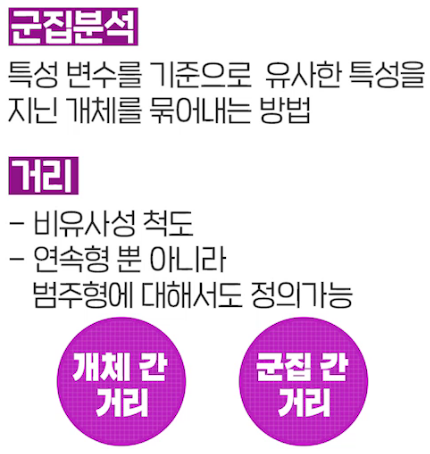 군집분석
특성 변수를 기준으로 유사한 특성을
지닌 개체를 묶어내는 방법
거리
- 비유사성 척도
- 연속형 뿐 아니라
범주형에 대해서도 정의가능
개체 간
거리
군집 간
거리